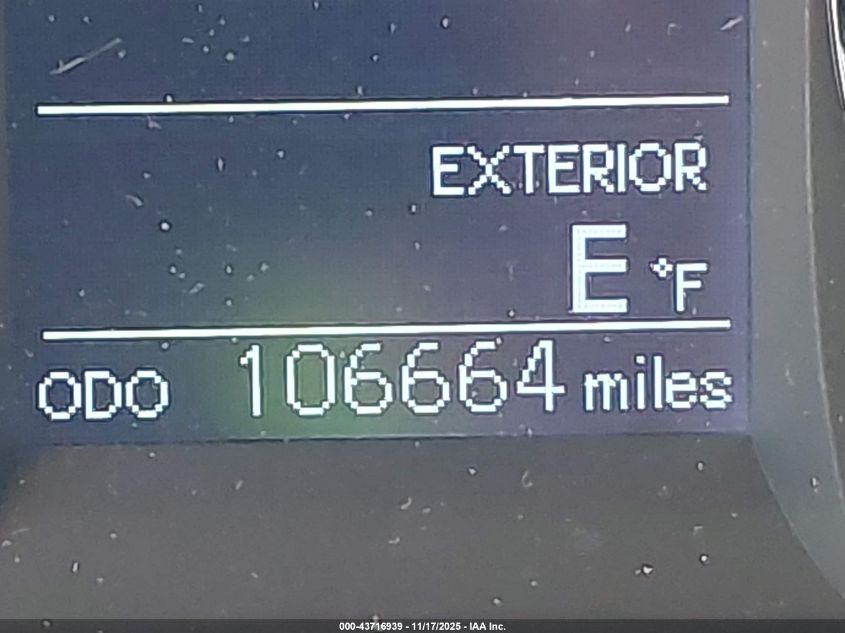 EXTERIOR
E °F
ODO 106664 miles
000-43716939 - 11/17/2025 - IAA Inc.